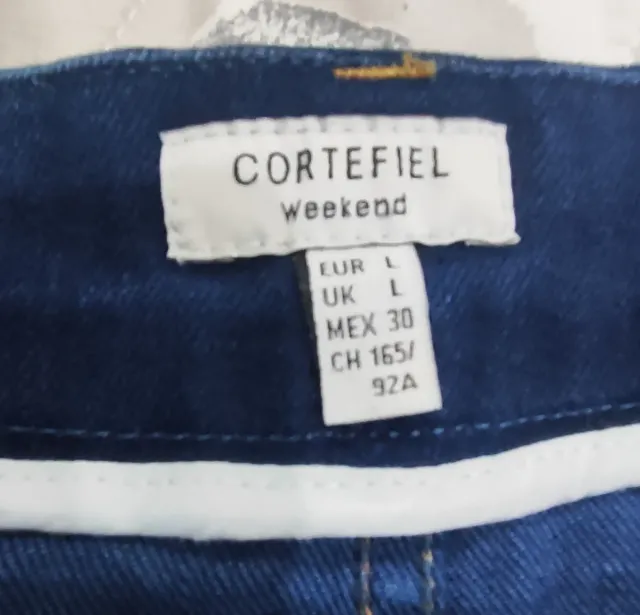 CORTEFIEL
Weekend
EUR L
UK L
MEX 30
CH 165/
92A